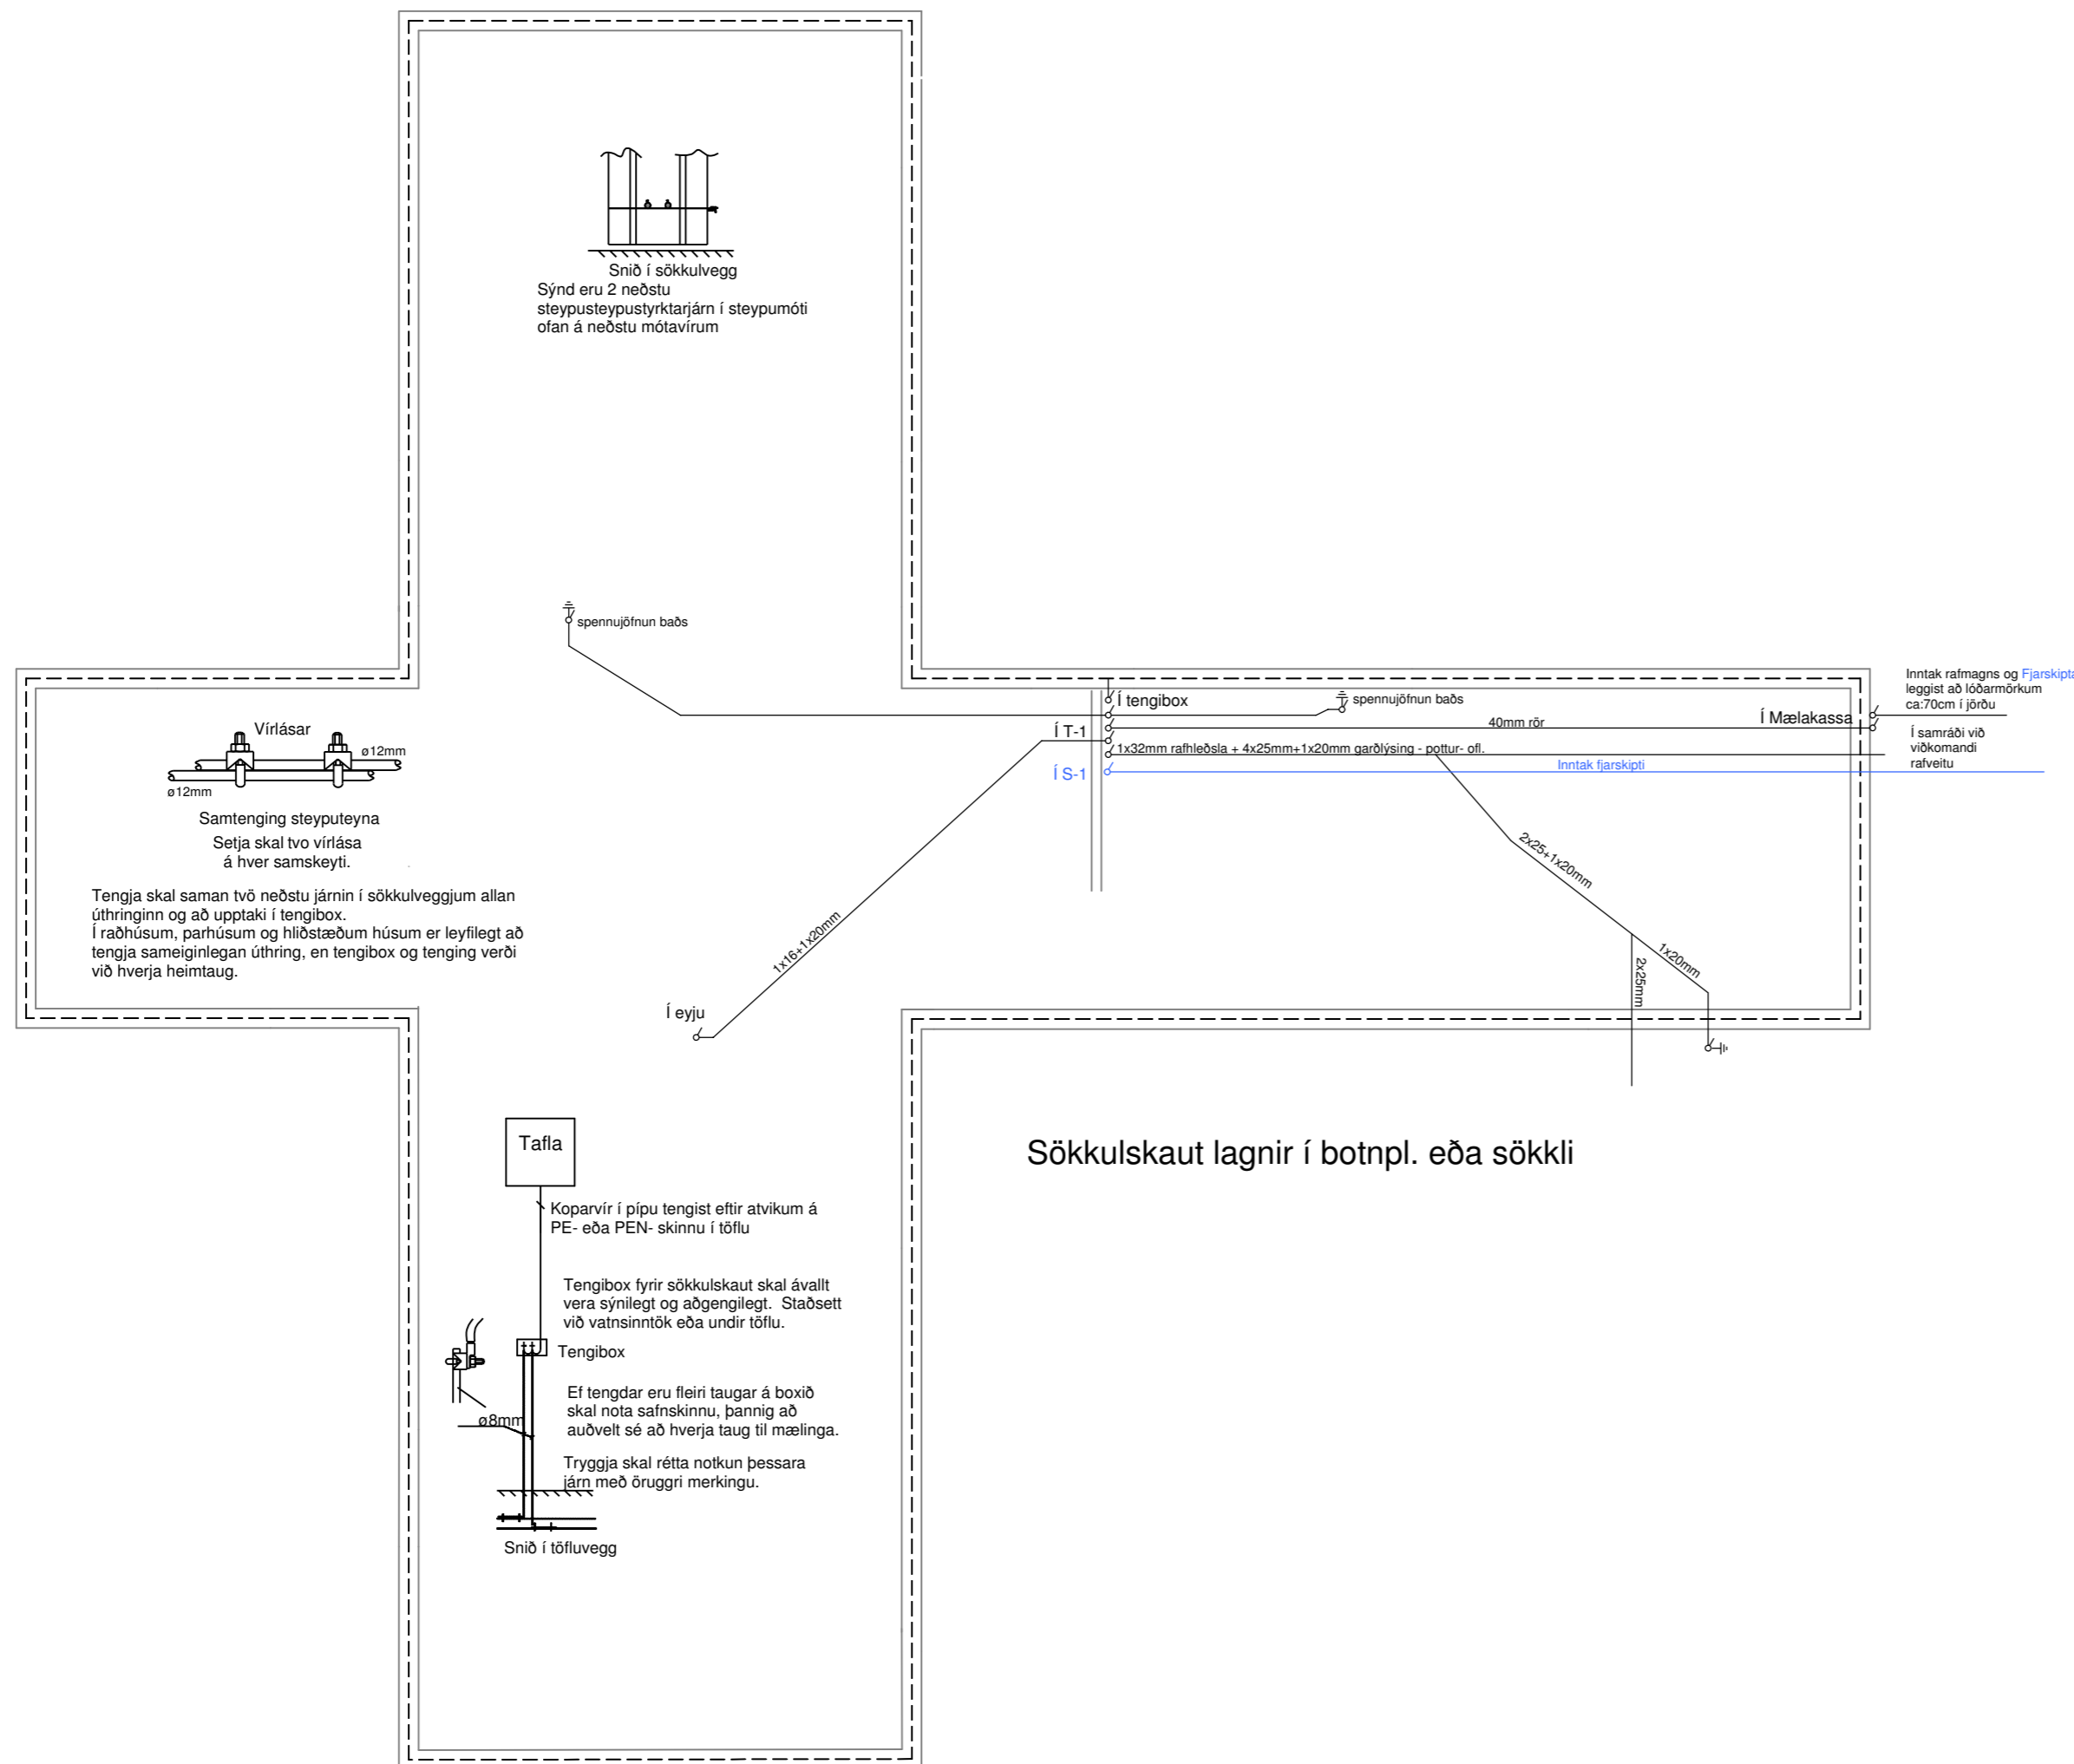 Snið í sökkulvegg
Sýnd eru 2 neðstu
steypusteypustyrktarjárn í steypumóti
ofan á neðstu mótavírum
spennujöfnun baðs
Í tengibox
spennujöfnun baðs
Inntak rafmagns og Fjarskipta
leggist að lóðarmörkum
ca:70cm í jörðu
Í samráði við
viðkomandi
rafveitu
Í T-1
40mm rör
Í Mælakassa
1x32mm rafhleðsla + 4x25mm+1x20mm garðlýsing - pottur- ofl.
Í S-1
Inntak fjarskipti
Vírlásar
ø12mm
ø12mm
Samtenging steyputeyna
Setja skal tvo vírlása
á hver samskeyti.
Tengja skal saman tvö neðstu járnin í sökkulveggjum allan
úthringinn og að upptaki í tengibox.
Í raðhúsum, parhúsum og hliðstæðum húsum er leyfilegt að
tengja sameiginlegan úthring, en tengibox og tenging verði
við hverja heimtaug.
2x25+1x20mm
1x16+1x20mm
1x20mm
2x25mm
Í eyju
Sökkulskaut lagnir í botnpl. eða sökkli
Tafla
Koparvír í pípu tengist eftir atvikum á
PE- eða PEN- skinnu í töflu
Tengibox fyrir sökkulskaut skal ávallt
vera sýnilegt og aðgengilegt. Staðsett
við vatnsinntök eða undir töflu.
Tengibox
Ef tengdar eru fleiri taugar á boxið
skal nota safnskinnu, þannig að
auðvelt sé að hverja taug til mælinga.
ø8mm
Tryggja skal rétta notkun þessara
járn með öruggri merkingu.
Snið í töfluvegg